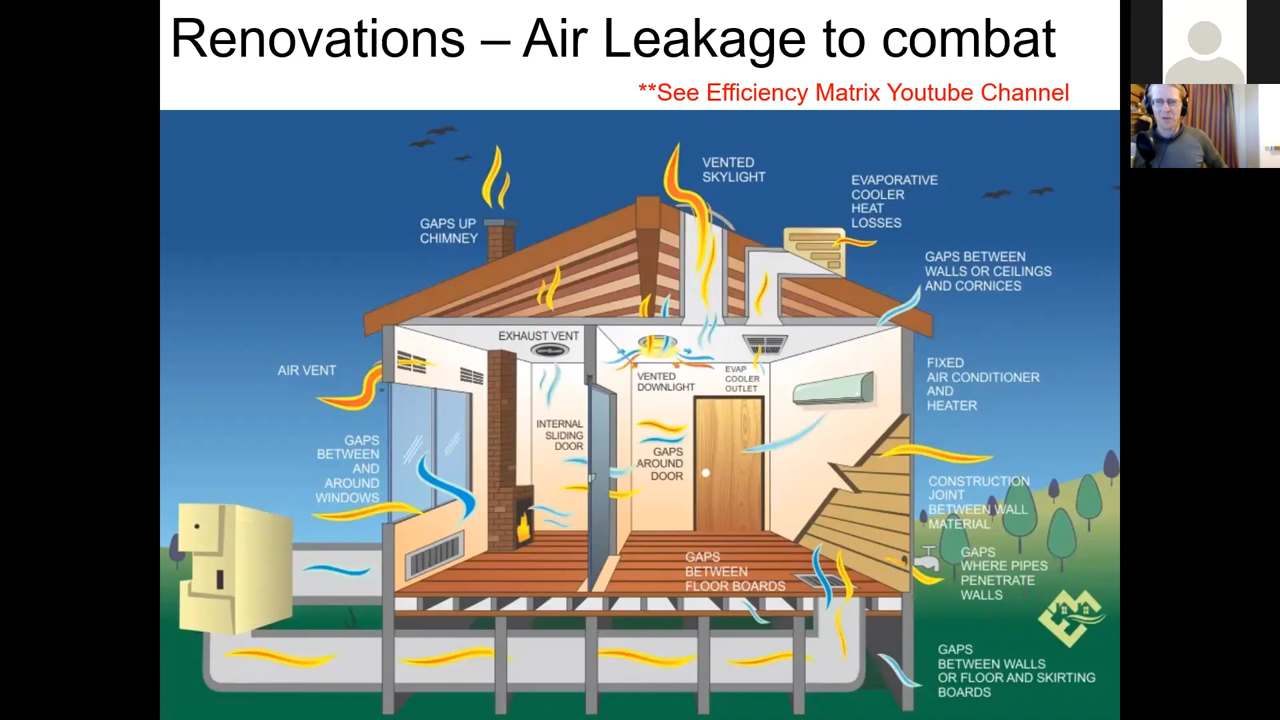 Renovations – Air Leakage to combat
**See Efficiency Matrix Youtube Channel
VENTED
SKYLIGHT
EVAPORATIVE
COOLER
HEAT
LOSSES
GAPS UP
CHIMNEY
GAPS BETWEEN
WALLS OR CEILINGS
AND CORNICES
EXHAUST VENT
AIR VENT
VENTED
DOWNLIGHT
EVAP
COOLER
OUTLET
FIXED
AIR CONDITIONER
AND
HEATER
INTERNAL
SLIDING
DOOR
GAPS
BETWEEN
AND
AROUND
WINDOWS
GAPS
AROUND
DOOR
CONSTRUCTION
JOINT
BETWEEN WALL
MATERIAL
GAPS
BETWEEN
FLOOR BOARDS
GAPS
WHERE PIPES
PENETRATE
WALLS
GAPS
BETWEEN WALLS
OR FLOOR AND SKIRTING
BOARDS